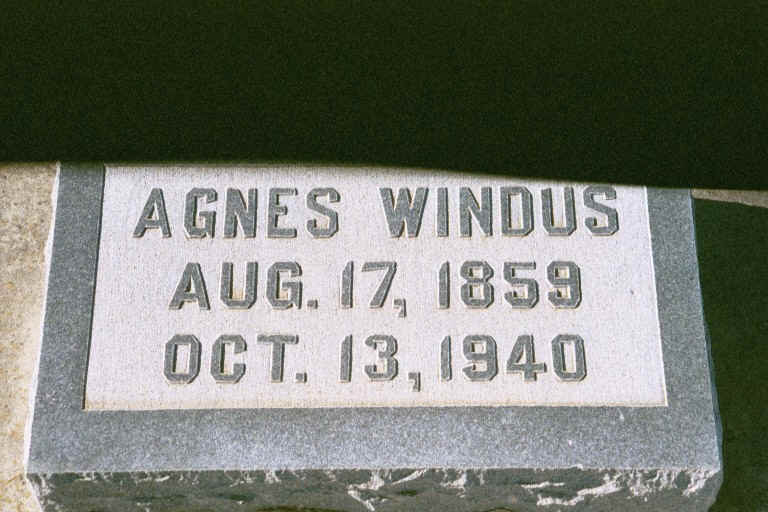 AGNES WINDUS
AUG. 17, 1859
OCT. 13, 1940